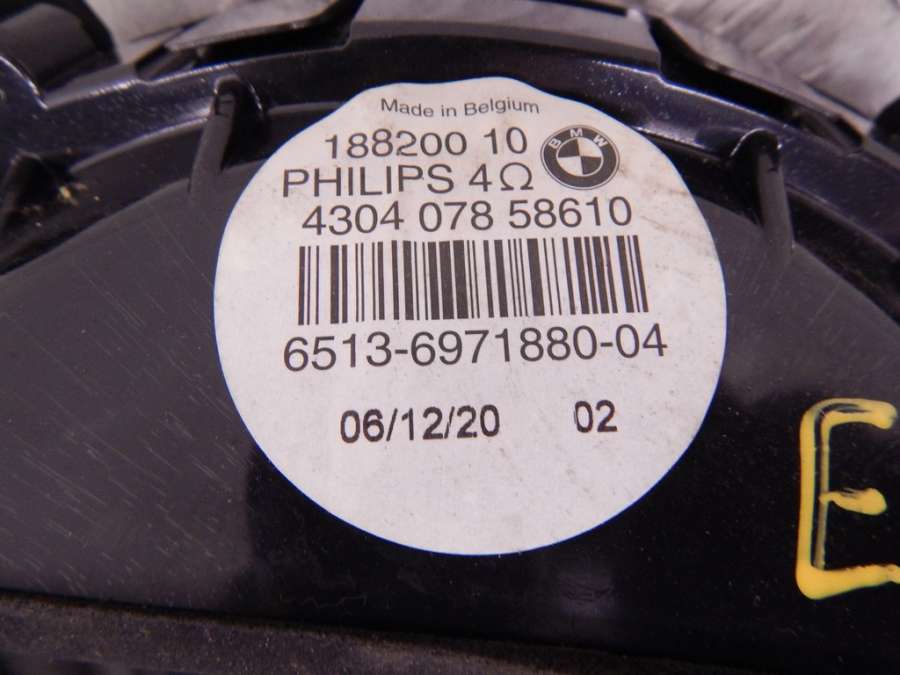 Made in Belgium
188200 10
BMW
PHILIPS 4Ω
4304 078 58610
6513-6971880-04
06/12/20 02
E